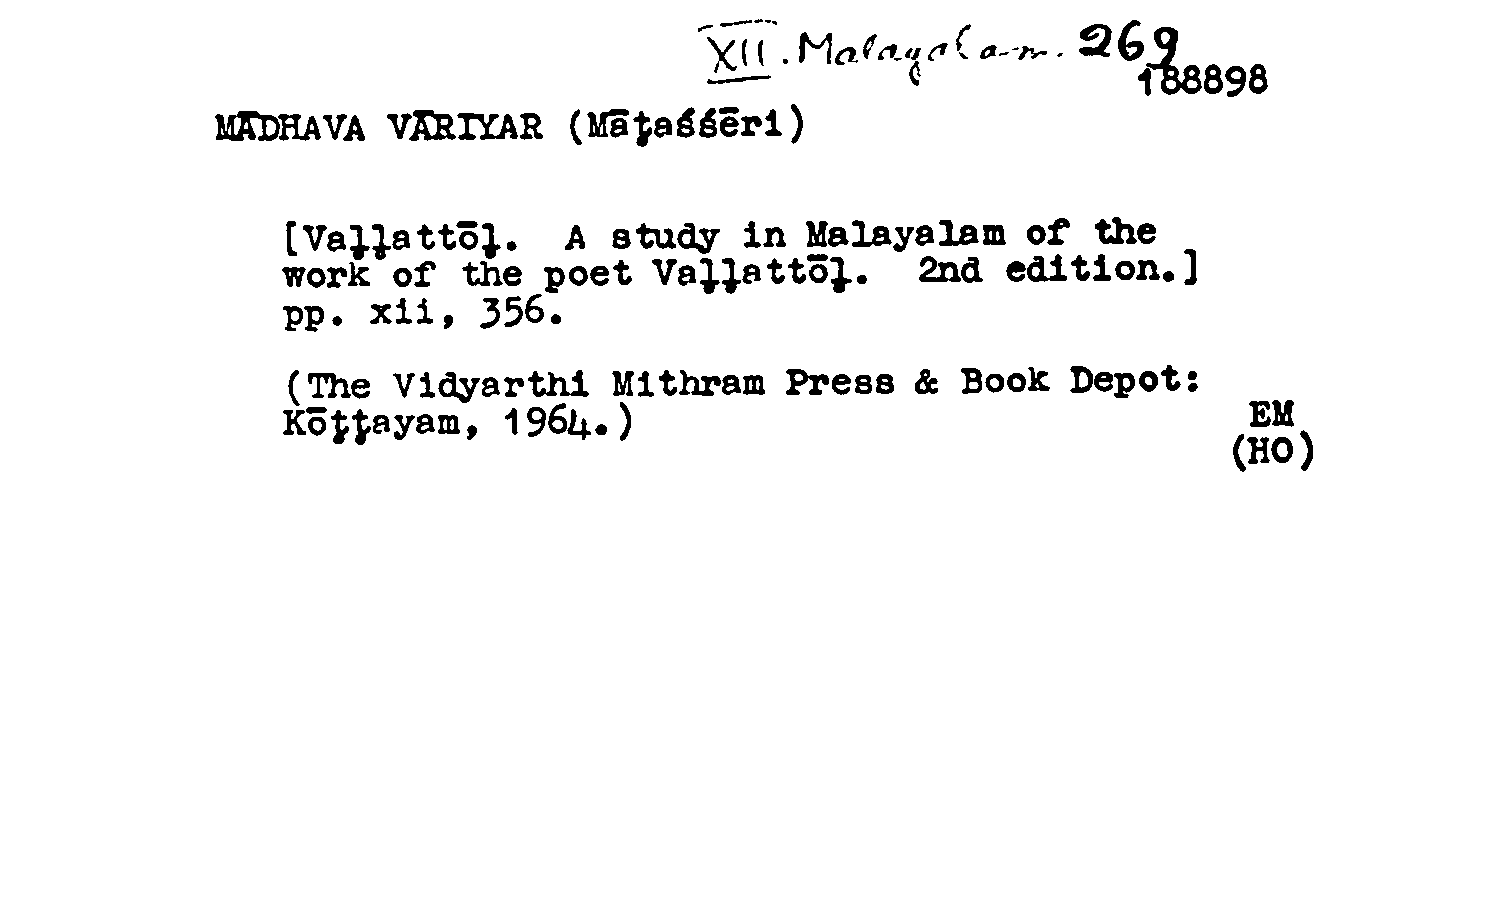 XII. Malayalam. 269
188898
MĀDHAVA VĀRIYAR (Māṭaśśēri)
[Vaḷḷattōḷ. A study in Malayalam of the
work of the poet Vaḷḷattōḷ. 2nd edition.]
pp. xii, 356.
(The Vidyarthi Mithram Press & Book Depot:
Kōṭṭayam, 1964.)
EM
(HO)